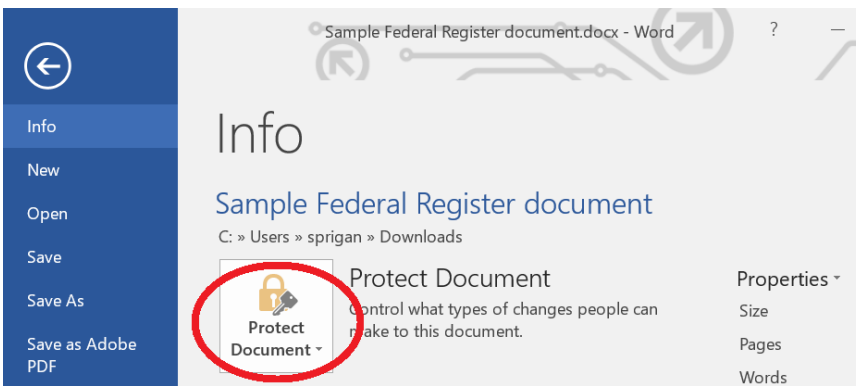 Sample Federal Register document.docx - Word ? —
Info
New
Open
Save
Save As
Save as Adobe
PDF
Info
Sample Federal Register document
C: » Users » sprigan » Downloads
Protect
Document
Protect Document
Control what types of changes people can
make to this document.
Properties
Size
Pages
Words